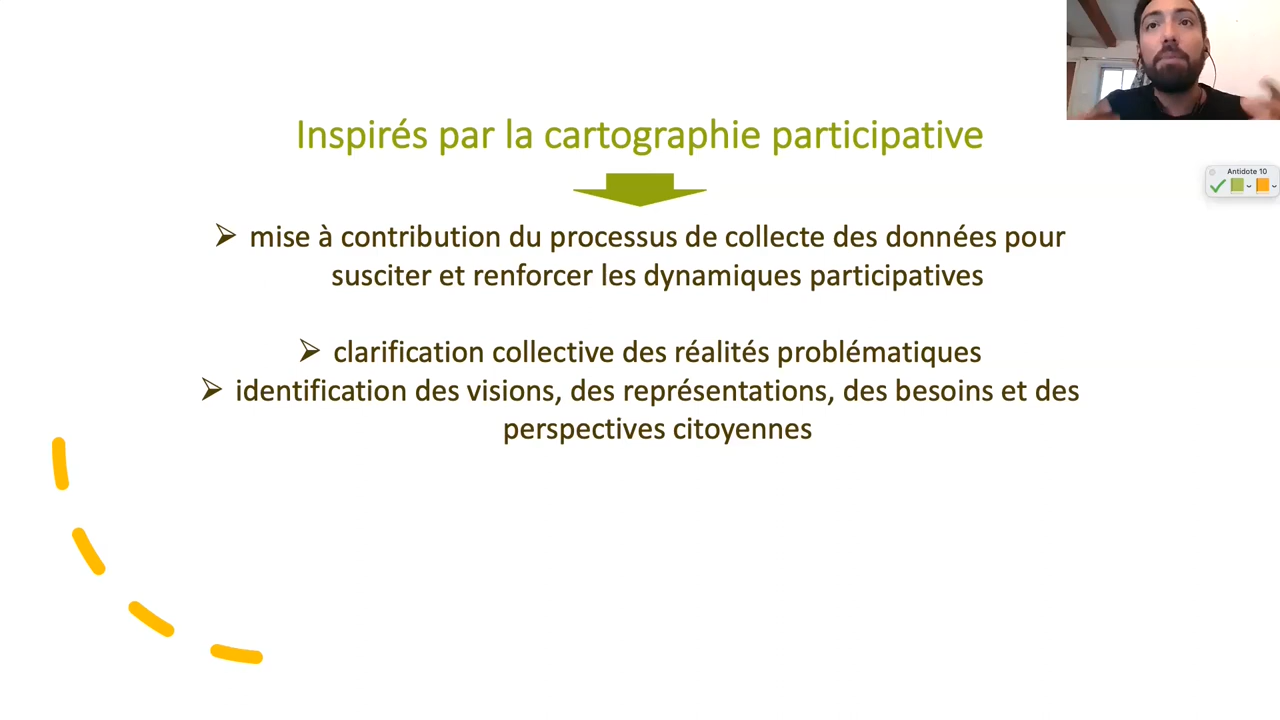 Inspirés par la cartographie participative
Antidote 10
➢ mise à contribution du processus de collecte des données pour
susciter et renforcer les dynamiques participatives
➢ clarification collective des réalités problématiques
➢ identification des visions, des représentations, des besoins et des
perspectives citoyennes